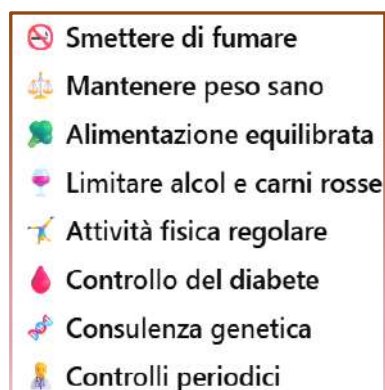 Smettere di fumare
Mantenere peso sano
Alimentazione equilibrata
Limitare alcol e carni rosse
Attività fisica regolare
Controllo del diabete
Consulenza genetica
Controlli periodici